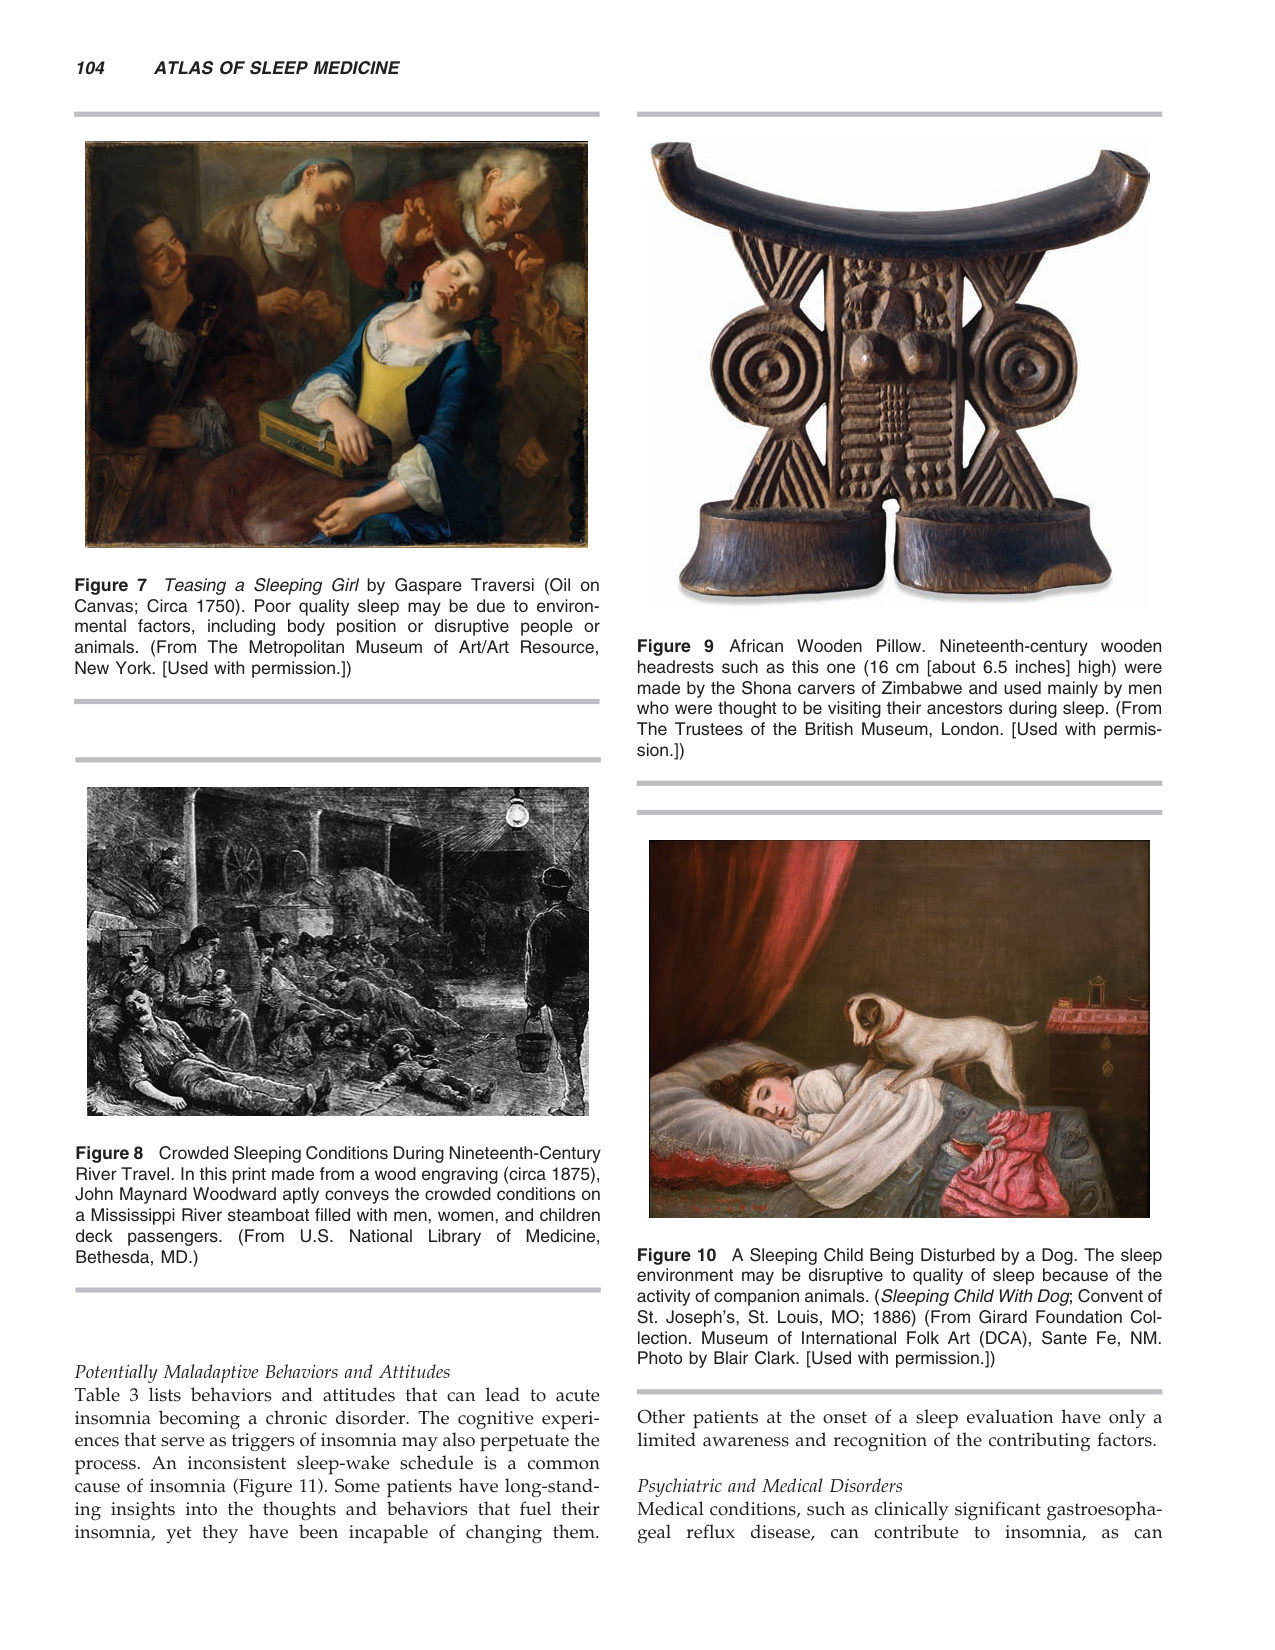 104 ATLAS OF SLEEP MEDICINE
Figure 7 Teasing a Sleeping Girl by Gaspare Traversi (Oil on
Canvas; Circa 1750). Poor quality sleep may be due to environ-
mental factors, including body position or disruptive people or
animals. (From The Metropolitan Museum of Art/Art Resource,
New York. [Used with permission.])
Figure 8 Crowded Sleeping Conditions During Nineteenth-Century
River Travel. In this print made from a wood engraving (circa 1875),
John Maynard Woodward aptly conveys the crowded conditions on
a Mississippi River steamboat filled with men, women, and children
deck passengers. (From U.S. National Library of Medicine,
Bethesda, MD.)
Potentially Maladaptive Behaviors and Attitudes
Table 3 lists behaviors and attitudes that can lead to acute
insomnia becoming a chronic disorder. The cognitive experi-
ences that serve as triggers of insomnia may also perpetuate the
process. An inconsistent sleep-wake schedule is a common
cause of insomnia (Figure 11). Some patients have long-stand-
ing insights into the thoughts and behaviors that fuel their
insomnia, yet they have been incapable of changing them.
Figure 9 African Wooden Pillow. Nineteenth-century wooden
headrests such as this one (16 cm [about 6.5 inches] high) were
made by the Shona carvers of Zimbabwe and used mainly by men
who were thought to be visiting their ancestors during sleep. (From
The Trustees of the British Museum, London. [Used with permis-
sion.])
Figure 10 A Sleeping Child Being Disturbed by a Dog. The sleep
environment may be disruptive to quality of sleep because of the
activity of companion animals. (Sleeping Child With Dog; Convent of
St. Joseph's, St. Louis, MO; 1886) (From Girard Foundation Col-
lection. Museum of International Folk Art (DCA), Sante Fe, NM.
Photo by Blair Clark. [Used with permission.])
Other patients at the onset of a sleep evaluation have only a
limited awareness and recognition of the contributing factors.
Psychiatric and Medical Disorders
Medical conditions, such as clinically significant gastroesopha-
geal reflux disease, can contribute to insomnia, as can